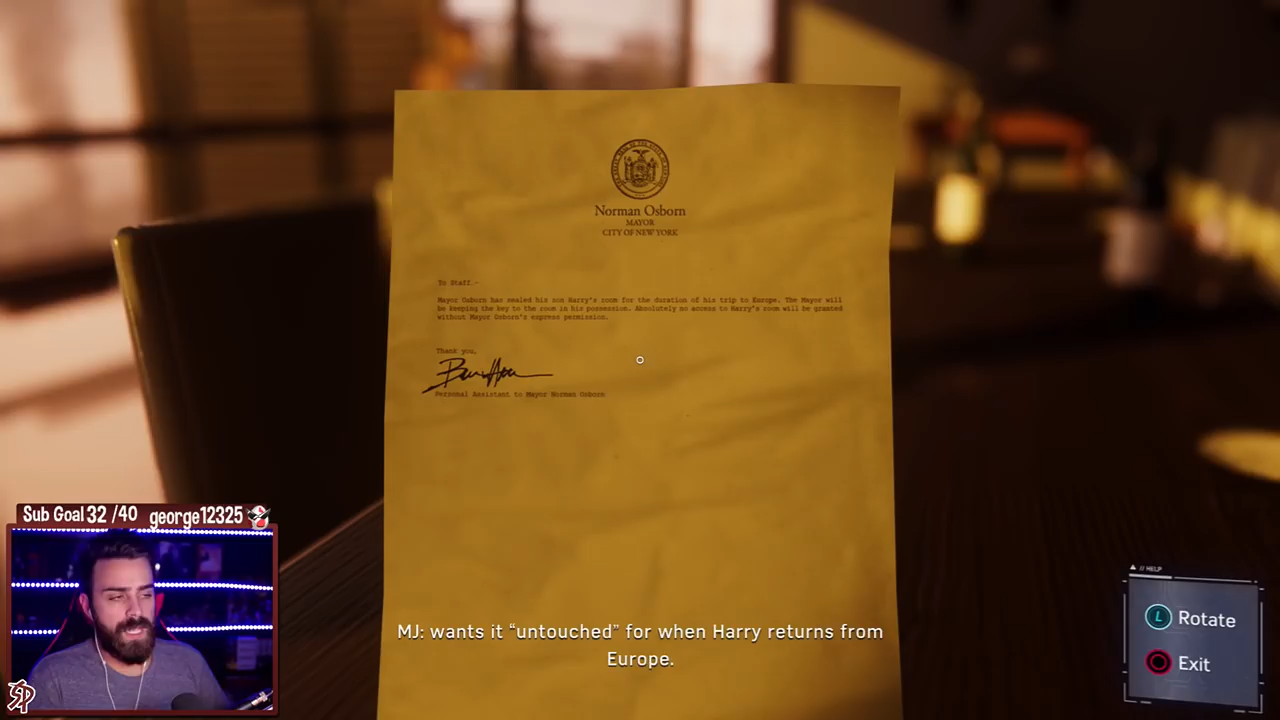 Norman Osborn
MAYOR
CITY OF NEW YORK
To Staff,-
Mayor Osborn has sealed his son Harry's room for the duration of his trip to Europe. The Mayor will
be keeping the key to the room in his possession. Absolutely no access to Harry's room will be granted
without Mayor Osborn's express permission.
Thank you,
Personal Assistant to Mayor Norman Osborn
MJ: wants it “untouched” for when Harry returns from
Europe.
Sub Goal 32 /40 george12325
// HELP
L Rotate
Exit